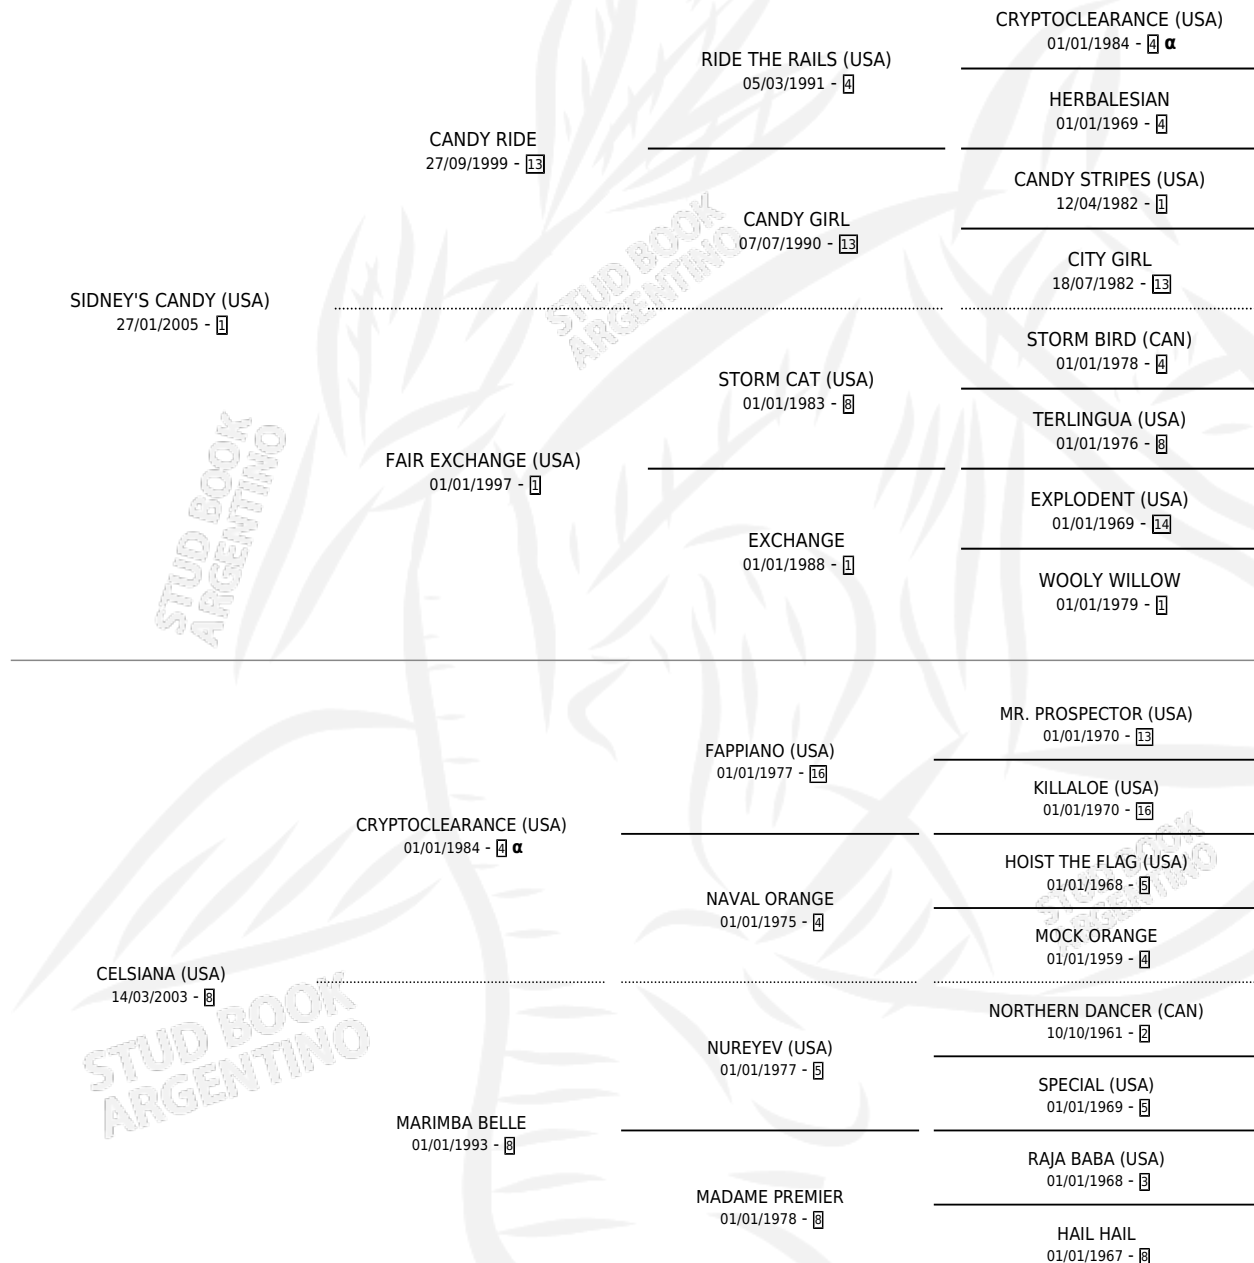 CRYPTOCLEARANCE (USA)
01/01/1984 - 4 α
RIDE THE RAILS (USA)
05/03/1991 - 4
HERBALESIAN
01/01/1969 - 4
CANDY RIDE
27/09/1999 - 13
CANDY STRIPES (USA)
12/04/1982 - 1
CANDY GIRL
07/07/1990 - 13
CITY GIRL
18/07/1982 - 13
SIDNEY'S CANDY (USA)
27/01/2005 - 1
STORM BIRD (CAN)
01/01/1978 - 4
STORM CAT (USA)
01/01/1983 - 8
TERLINGUA (USA)
01/01/1976 - 8
FAIR EXCHANGE (USA)
01/01/1997 - 1
EXPLODENT (USA)
01/01/1969 - 14
EXCHANGE
01/01/1988 - 1
WOOLY WILLOW
01/01/1979 - 1
MR. PROSPECTOR (USA)
01/01/1970 - 13
FAPPIANO (USA)
01/01/1977 - 16
KILLALOE (USA)
01/01/1970 - 16
CRYPTOCLEARANCE (USA)
01/01/1984 - 4 α
HOIST THE FLAG (USA)
01/01/1968 - 5
NAVAL ORANGE
01/01/1975 - 4
MOCK ORANGE
01/01/1959 - 4
CELSIANA (USA)
14/03/2003 - 8
NORTHERN DANCER (CAN)
10/10/1961 - 2
NUREYEV (USA)
01/01/1977 - 5
SPECIAL (USA)
01/01/1969 - 5
MARIMBA BELLE
01/01/1993 - 8
RAJA BABA (USA)
01/01/1968 - 3
MADAME PREMIER
01/01/1978 - 8
HAIL HAIL
01/01/1967 - 8
STUD BOOK
ARGENTINO
STUD BOOK
ARGENTINO
STUD BOOK
ARGENTINO
STUD BOOK
ARGENTINO